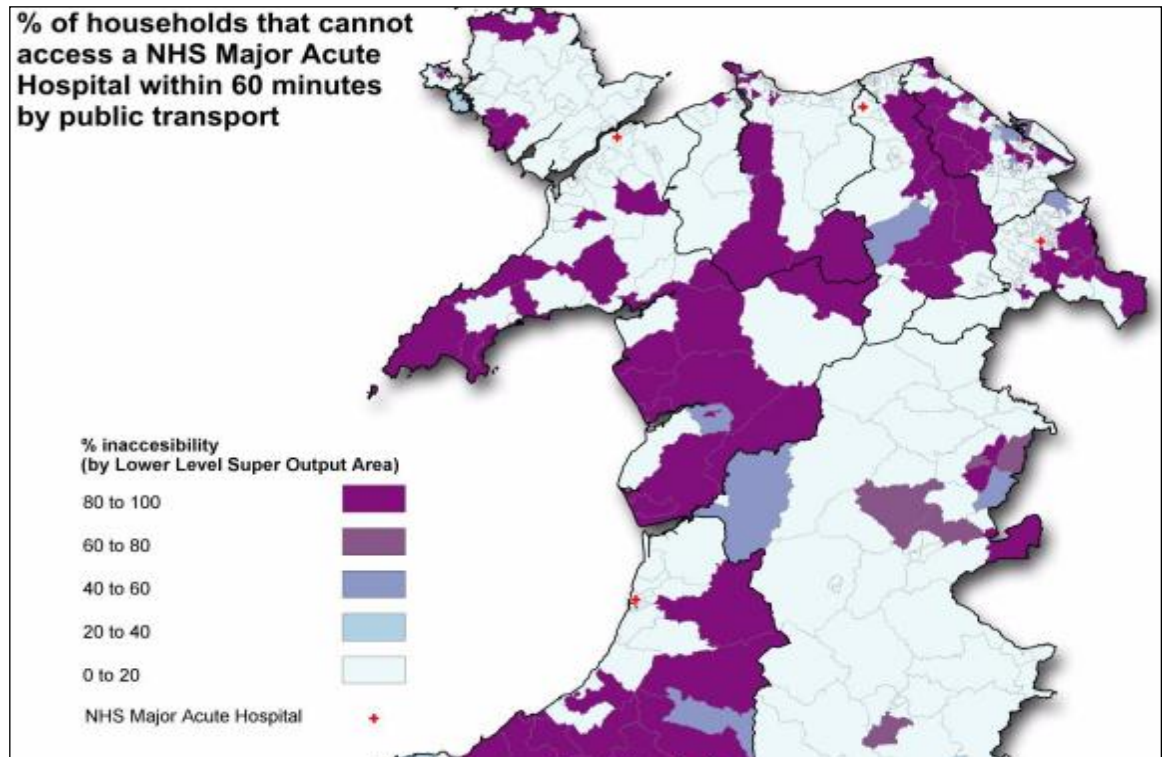 % of households that cannot
access a NHS Major Acute
Hospital within 60 minutes
by public transport
% inaccesibility
(by Lower Level Super Output Area)
80 to 100
60 to 80
40 to 60
20 to 40
0 to 20
NHS Major Acute Hospital